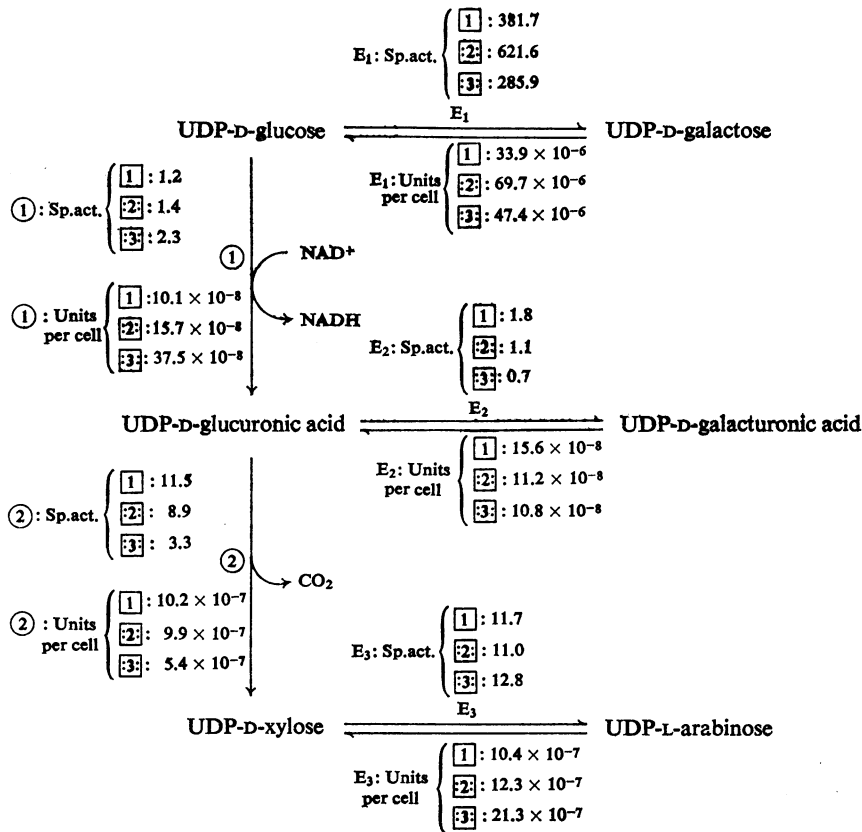 E₁: Sp.act. 1 : 381.7
:2: : 621.6
:3: : 285.9
E₁
UDP-D-glucose UDP-D-galactose
E₁: Units per cell 1 : 33.9 × 10⁻⁶
:2: : 69.7 × 10⁻⁶
:3: : 47.4 × 10⁻⁶
① : Sp.act. 1 : 1.2
:2: : 1.4
:3: : 2.3
① NAD⁺
NADH
① : Units per cell 1 : 10.1 × 10⁻⁸
:2: : 15.7 × 10⁻⁸
:3: : 37.5 × 10⁻⁸
E₂: Sp.act. 1 : 1.8
:2: : 1.1
:3: : 0.7
E₂
UDP-D-glucuronic acid UDP-D-galacturonic acid
E₂: Units per cell 1 : 15.6 × 10⁻⁸
:2: : 11.2 × 10⁻⁸
:3: : 10.8 × 10⁻⁸
② : Sp.act. 1 : 11.5
:2: : 8.9
:3: : 3.3
② CO₂
② : Units per cell 1 : 10.2 × 10⁻⁷
:2: : 9.9 × 10⁻⁷
:3: : 5.4 × 10⁻⁷
E₃: Sp.act. 1 : 11.7
:2: : 11.0
:3: : 12.8
E₃
UDP-D-xylose UDP-L-arabinose
E₃: Units per cell 1 : 10.4 × 10⁻⁷
:2: : 12.3 × 10⁻⁷
:3: : 21.3 × 10⁻⁷